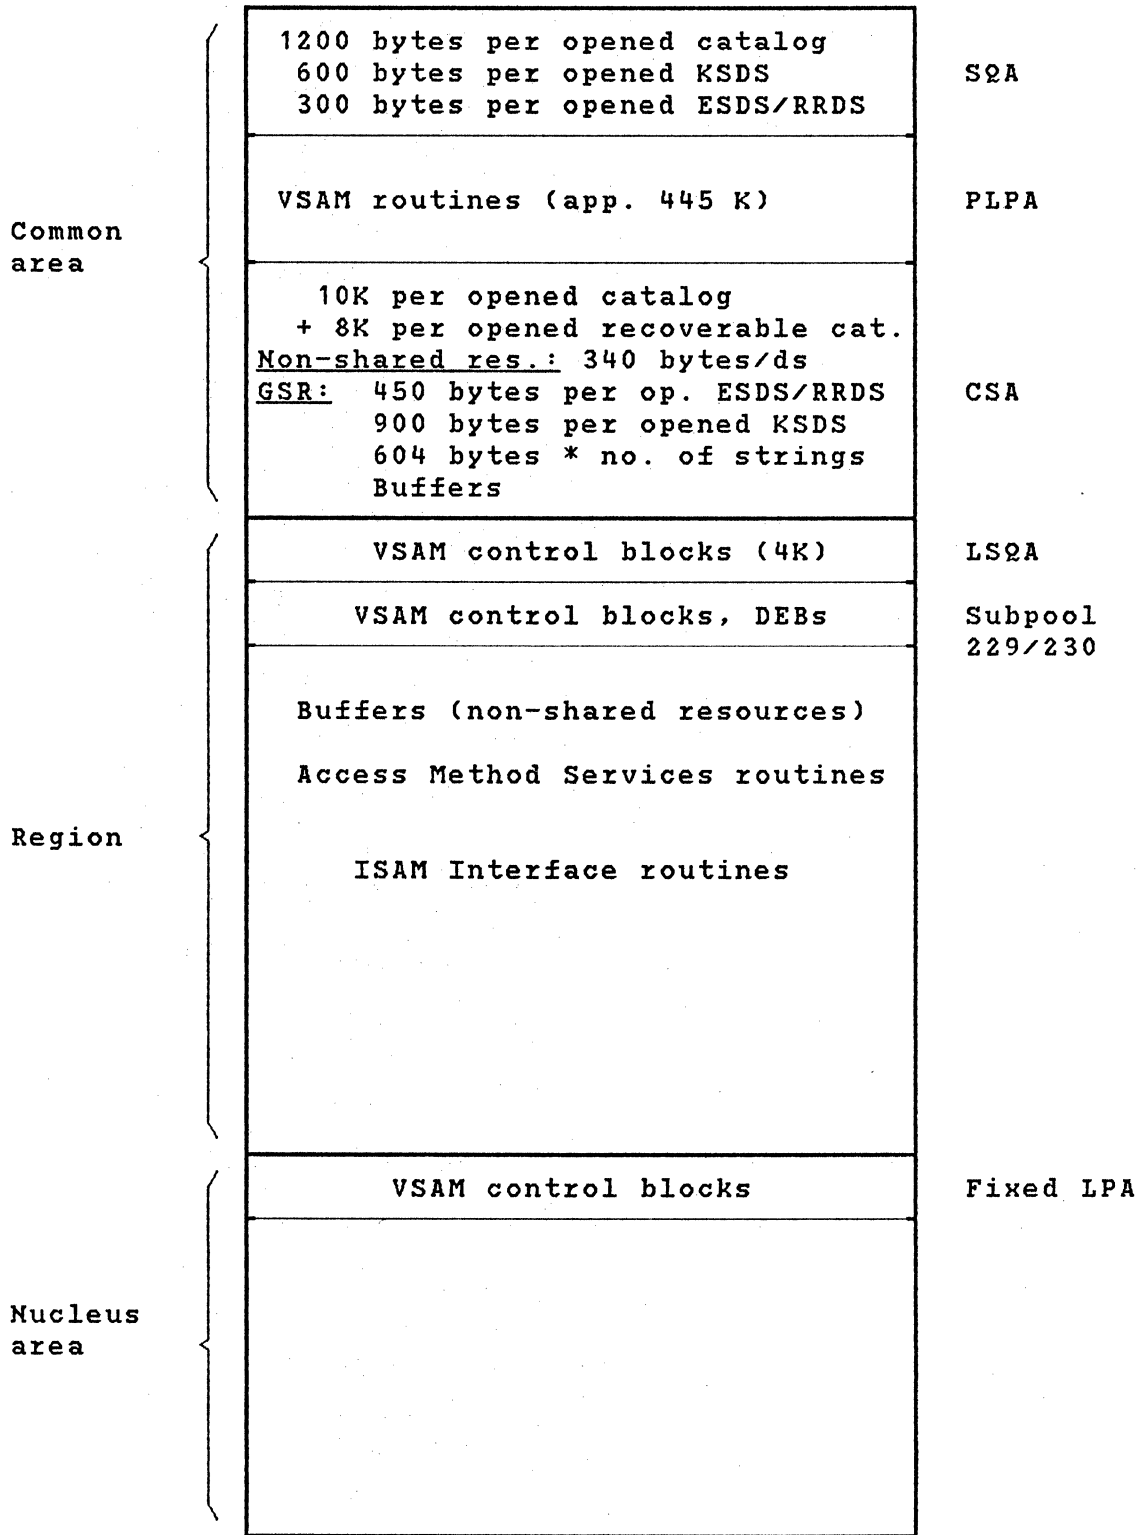 1200 bytes per opened catalog
600 bytes per opened KSDS
300 bytes per opened ESDS/RRDS
SQA
VSAM routines (app. 445 K)
PLPA
Common
area
10K per opened catalog
+ 8K per opened recoverable cat.
Non-shared res.: 340 bytes/ds
GSR: 450 bytes per op. ESDS/RRDS
900 bytes per opened KSDS
604 bytes * no. of strings
Buffers
CSA
VSAM control blocks (4K)
LSQA
VSAM control blocks, DEBs
Subpool
229/230
Buffers (non-shared resources)
Access Method Services routines
Region
ISAM Interface routines
VSAM control blocks
Fixed LPA
Nucleus
area